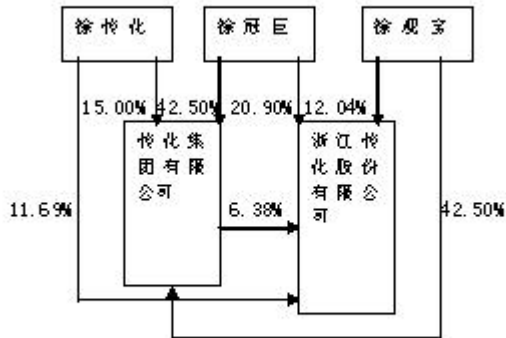 徐传化
徐冠巨
徐观宝
15.00%
42.50%
20.90%
12.04%
传化集
团有限
公司
浙江传
化股份
有限公
司
11.69%
6.38%
42.50%